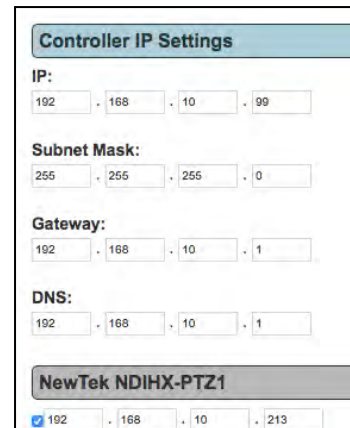 Controller IP Settings
IP:
192 . 168 . 10 . 99
Subnet Mask:
255 . 255 . 255 . 0
Gateway:
192 . 168 . 10 . 1
DNS:
192 . 168 . 10 . 1
NewTek NDIHX-PTZ1
192 . 168 . 10 . 213